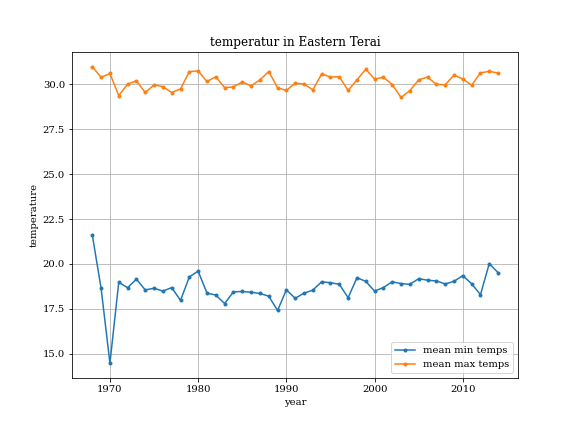 temperatur in Eastern Terai
temperature
30.0
27.5
25.0
22.5
20.0
17.5
15.0
mean min temps
mean max temps
1970 1980 1990 2000 2010
year